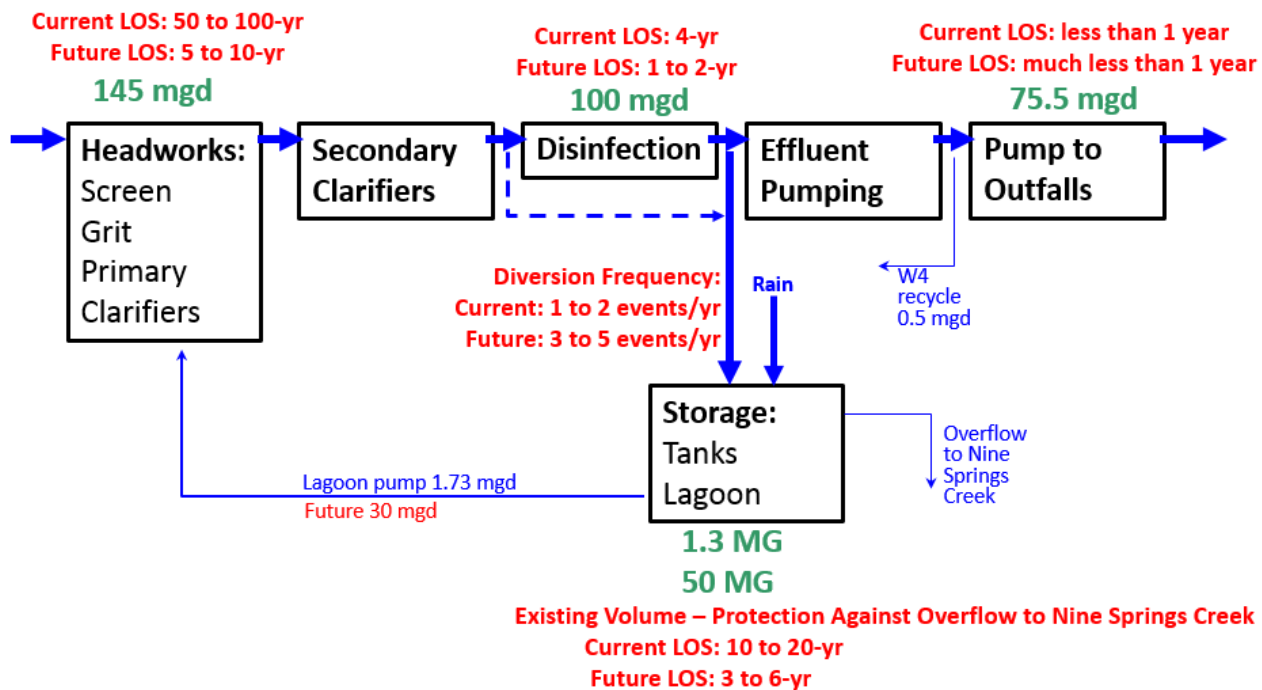 Current LOS: 50 to 100-yr
Future LOS: 5 to 10-yr
145 mgd
Current LOS: 4-yr
Future LOS: 1 to 2-yr
100 mgd
Current LOS: less than 1 year
Future LOS: much less than 1 year
75.5 mgd
Headworks:
Screen
Grit
Primary
Clarifiers
Secondary
Clarifiers
Disinfection
Effluent
Pumping
Pump to
Outfalls
Diversion Frequency:
Current: 1 to 2 events/yr
Future: 3 to 5 events/yr
Rain
W4
recycle
0.5 mgd
Storage:
Tanks
Lagoon
Overflow
to Nine
Springs
Creek
Lagoon pump 1.73 mgd
Future 30 mgd
1.3 MG
50 MG
Existing Volume – Protection Against Overflow to Nine Springs Creek
Current LOS: 10 to 20-yr
Future LOS: 3 to 6-yr